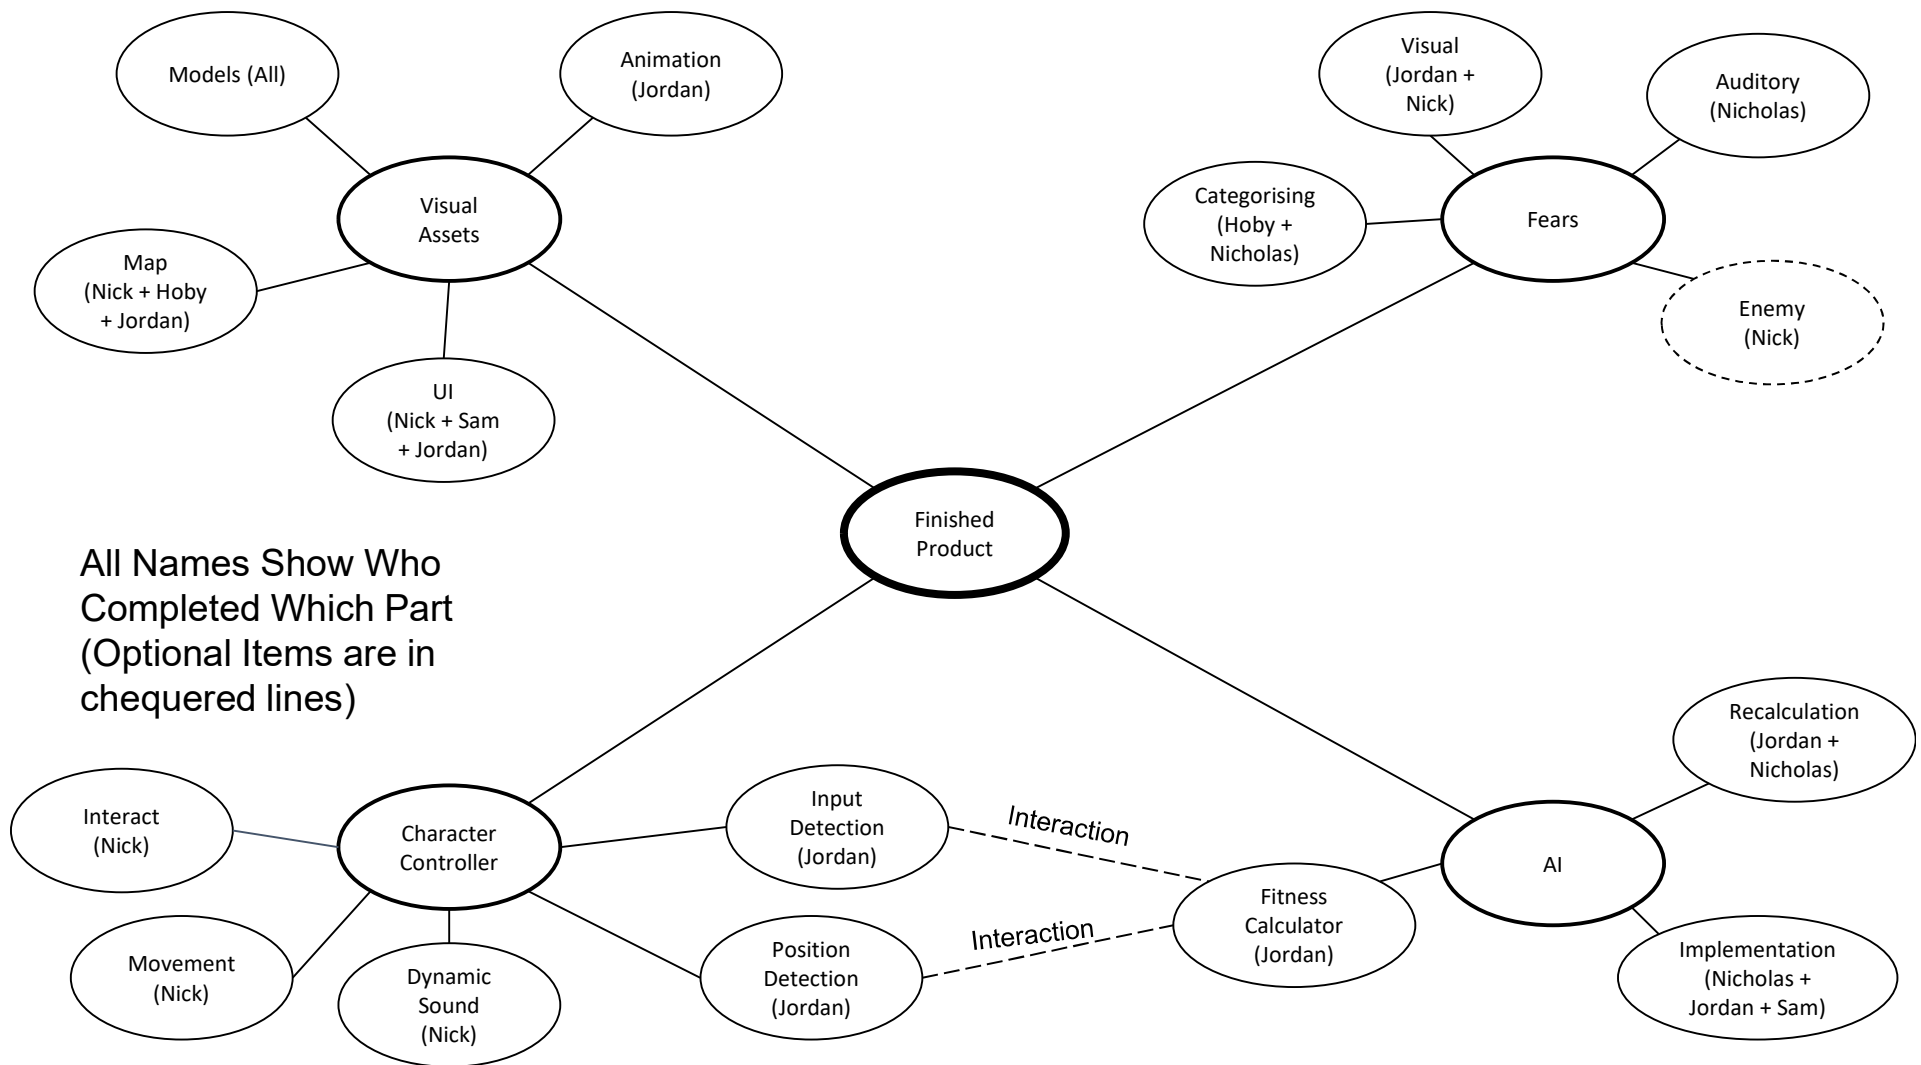 Models (All)
Animation
(Jordan)
Visual
Assets
Map
(Nick + Hoby
+ Jordan)
UI
(Nick + Sam
+ Jordan)
Visual
(Jordan +
Nick)
Auditory
(Nicholas)
Categorising
(Hoby +
Nicholas)
Fears
Enemy
(Nick)
Finished
Product
All Names Show Who
Completed Which Part
(Optional Items are in
chequered lines)
Interact
(Nick)
Character
Controller
Movement
(Nick)
Dynamic
Sound
(Nick)
Input
Detection
(Jordan)
Interaction
Position
Detection
(Jordan)
Interaction
Fitness
Calculator
(Jordan)
AI
Recalculation
(Jordan +
Nicholas)
Implementation
(Nicholas +
Jordan + Sam)